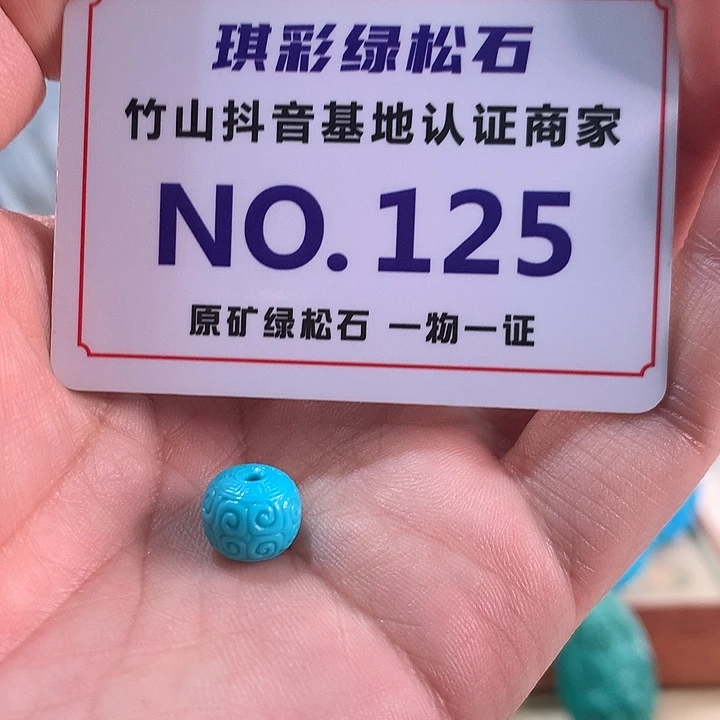 琪彩绿松石
竹山抖音基地认证商家
NO.125
原矿绿松石 一物一证